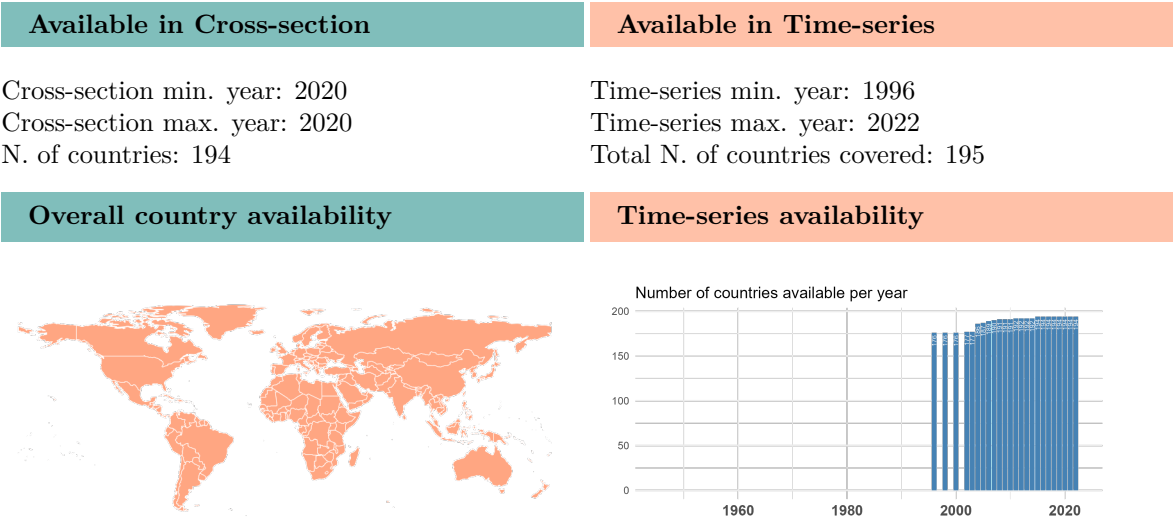 Available in Cross-section
Available in Time-series
Cross-section min. year: 2020
Cross-section max. year: 2020
N. of countries: 194
Time-series min. year: 1996
Time-series max. year: 2022
Total N. of countries covered: 195
Overall country availability
Time-series availability
Number of countries available per year
200
150
100
50
0
1960
1980
2000
2020